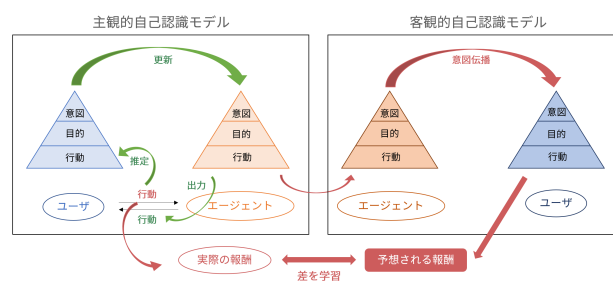 主観的自己認識モデル
客観的自己認識モデル
更新
意図伝播
意図
目的
行動
意図
目的
行動
意図
目的
行動
意図
目的
行動
推定
出力
行動
行動
ユーザ
エージェント
エージェント
ユーザ
実際の報酬
予想される報酬
差を学習